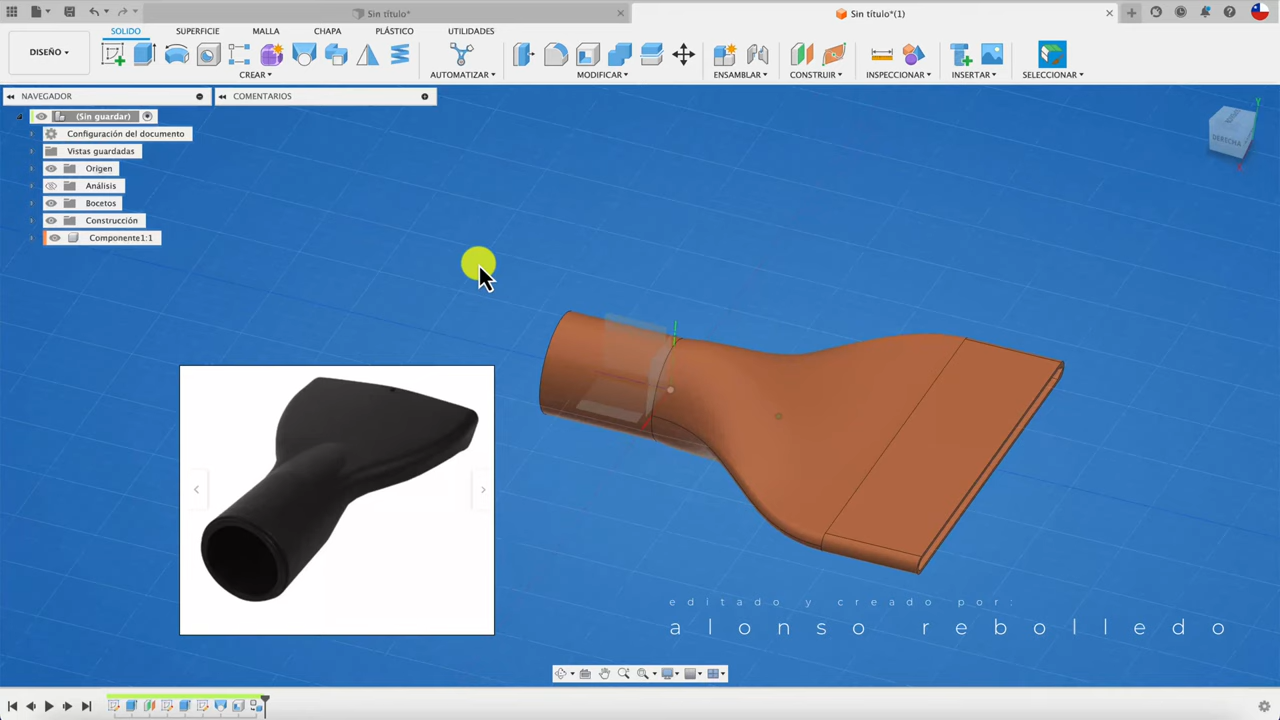 Sin título*
Sin título*(1)
DISEÑO
SOLIDO
SUPERFICIE
MALLA
CHAPA
PLÁSTICO
UTILIDADES
CREAR
AUTOMATIZAR
MODIFICAR
ENSAMBLAR
CONSTRUIR
INSPECCIONAR
INSERTAR
SELECCIONAR
NAVEGADOR
COMENTARIOS
(Sin guardar)
Configuración del documento
Vistas guardadas
Origen
Análisis
Bocetos
Construcción
Componente1:1
Y
DERTCHA
editado y creado por:
alonso rebolledo